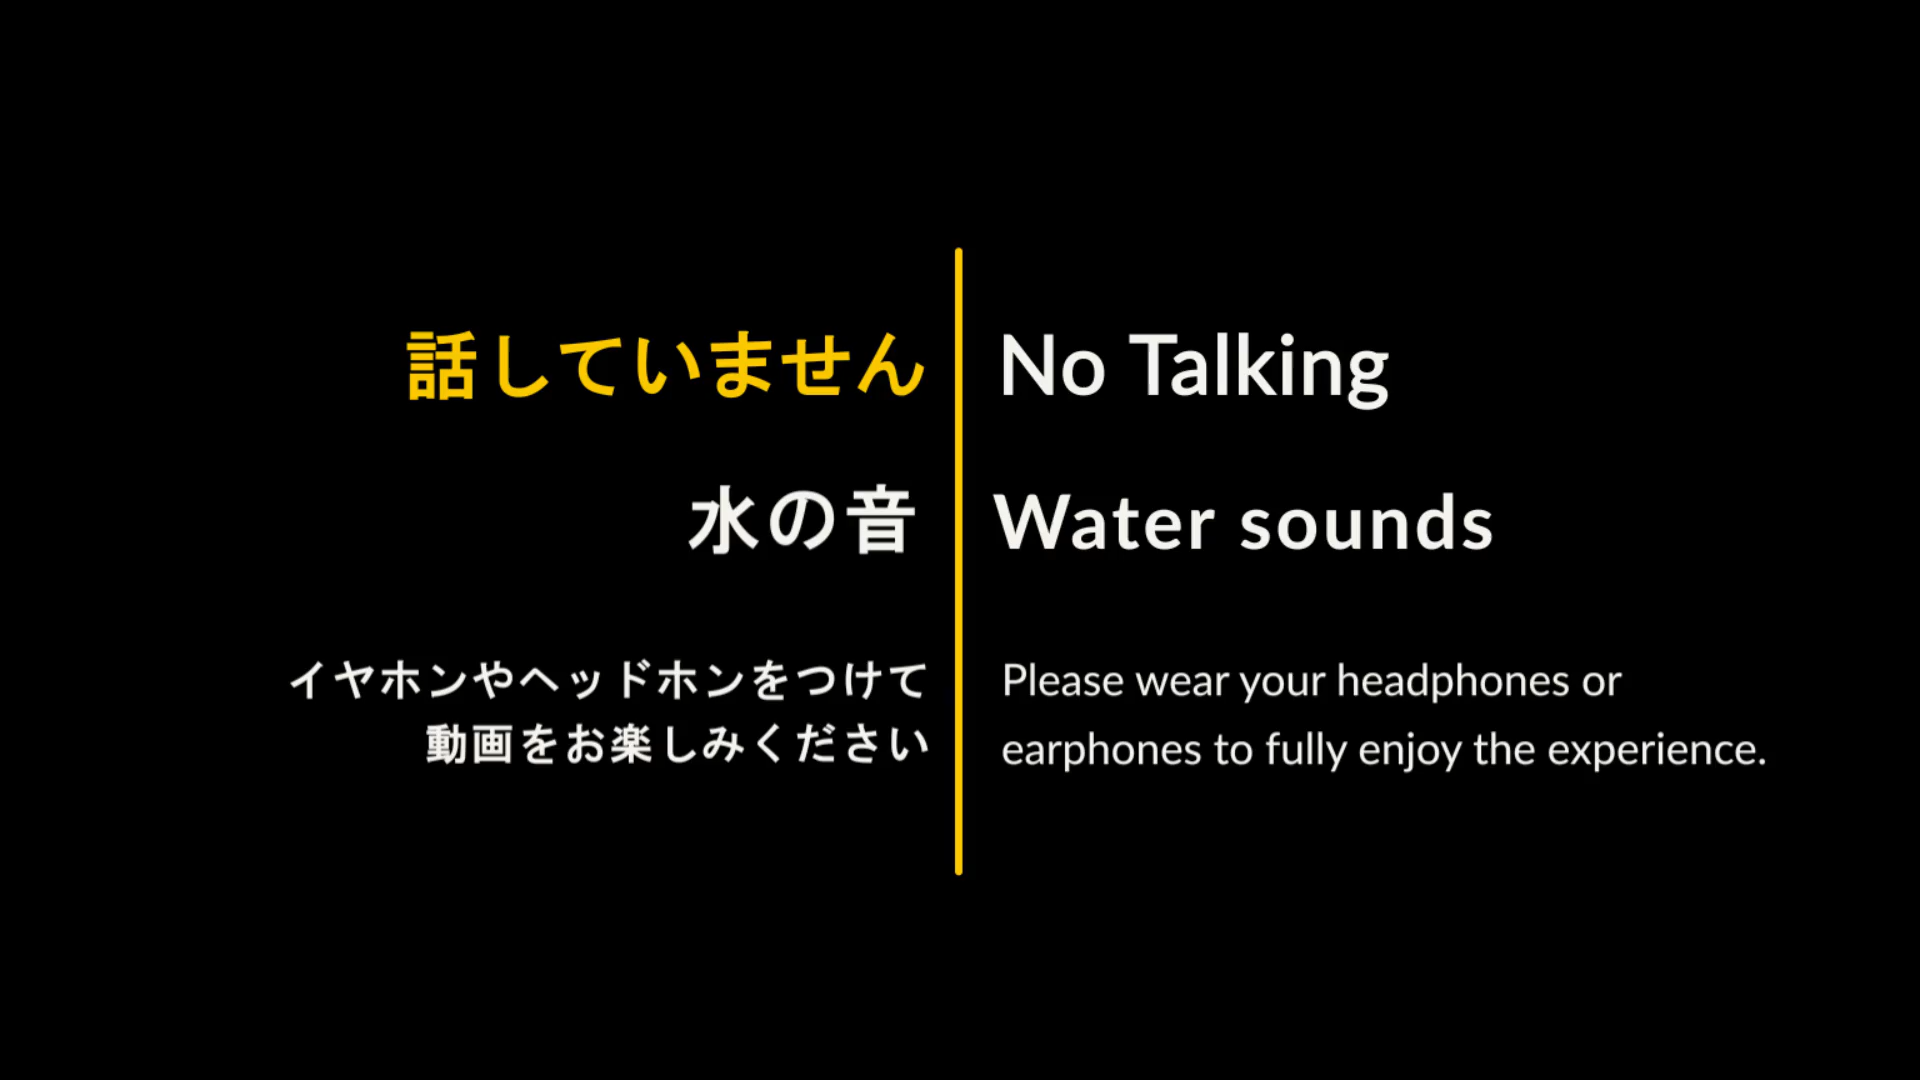 話していません
水の音
イヤホンやヘッドホンをつけて
動画をお楽しみください
No Talking
Water sounds
Please wear your headphones or
earphones to fully enjoy the experience.